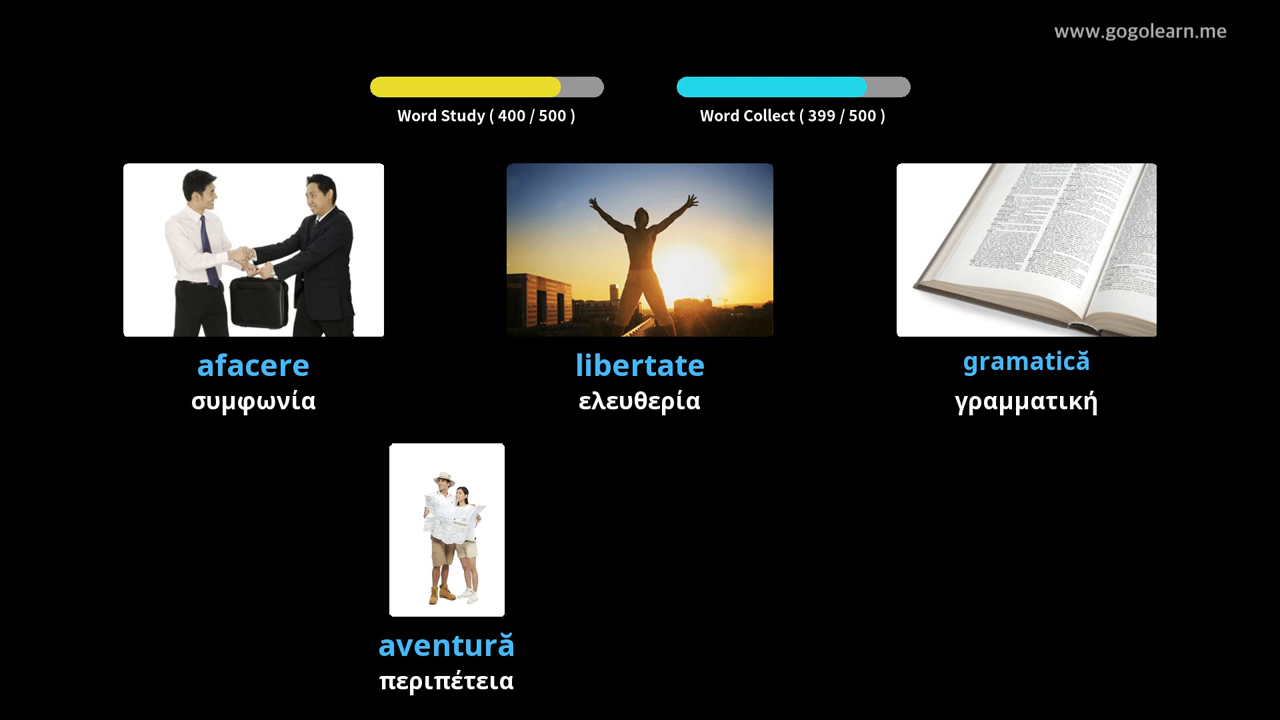 www.gogolearn.me
Word Study ( 400 / 500 )
Word Collect ( 399 / 500 )
afacere
συμφωνία
libertate
ελευθερία
gramatică
γραμματική
aventură
περιπέτεια